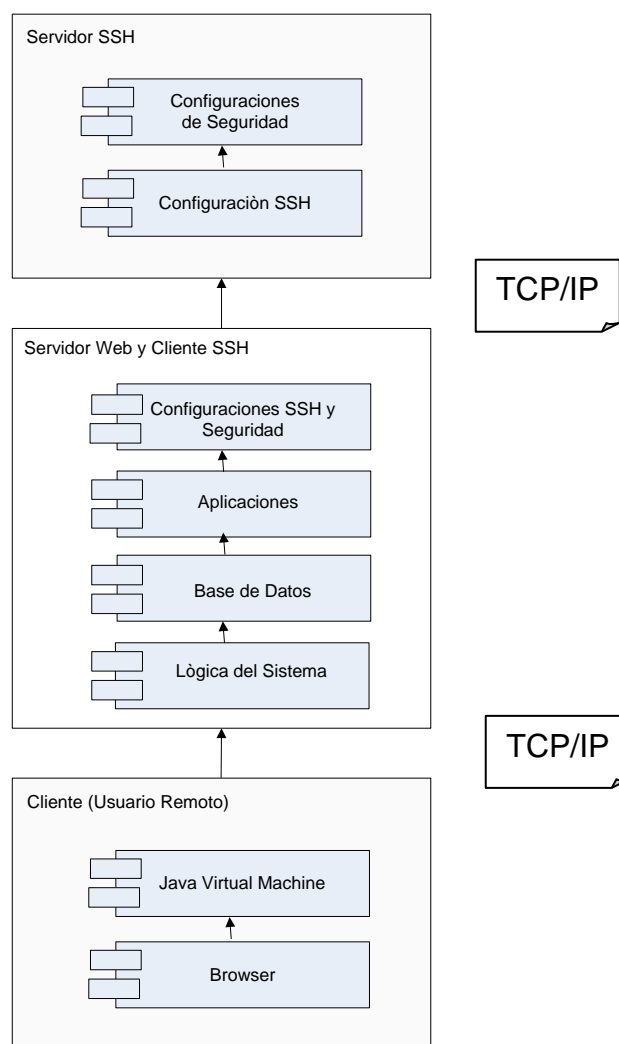 Servidor SSH
Configuraciones
de Seguridad
Configuraciòn SSH
TCP/IP
Servidor Web y Cliente SSH
Configuraciones SSH y
Seguridad
Aplicaciones
Base de Datos
Lògica del Sistema
TCP/IP
Cliente (Usuario Remoto)
Java Virtual Machine
Browser